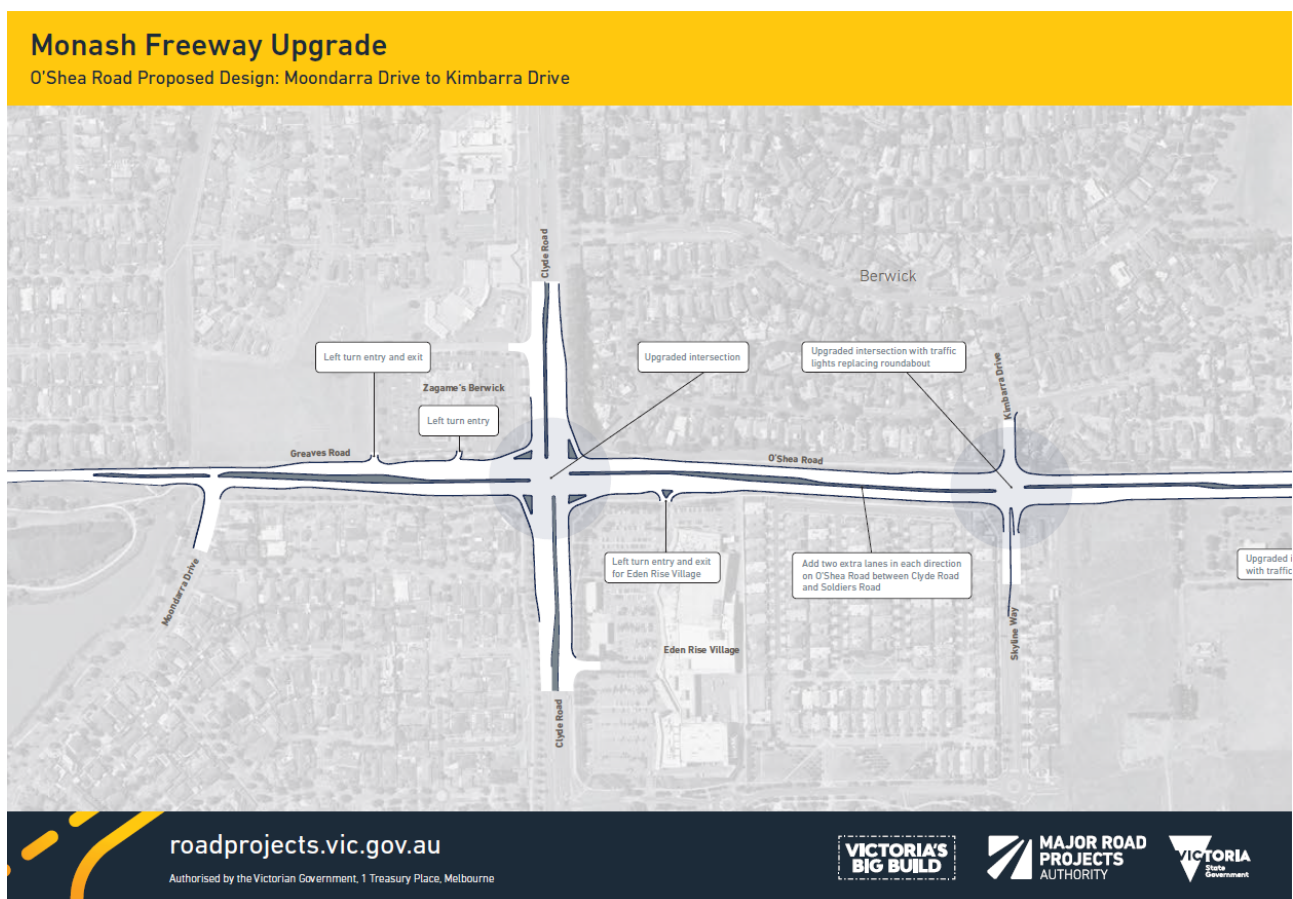 Monash Freeway Upgrade
O'Shea Road Proposed Design: Moondarra Drive to Kimbarra Drive
Clyde Road
Berwick
Left turn entry and exit
Upgraded intersection
Upgraded intersection with traffic
lights replacing roundabout
Kimbarra Drive
Zagame's Berwick
Left turn entry
Greaves Road
O'Shea Road
Left turn entry and exit
for Eden Rise Village
Add two extra lanes in each direction
on O'Shea Road between Clyde Road
and Soldiers Road
Upgraded
with traffic
Moondarra Drive
Skyline Way
Eden Rise Village
Clyde Road
roadprojects.vic.gov.au
Authorised by the Victorian Government, 1 Treasury Place, Melbourne
VICTORIA'S
BIG BUILD
MAJOR ROAD
PROJECTS
AUTHORITY
VICTORIA
State
Government